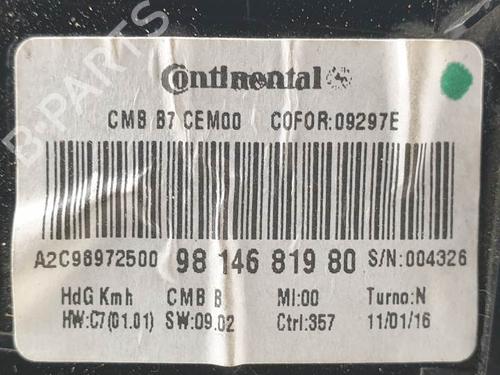 B-PARTS
Continental
CMB B7 CEM00 COFOR:09297E
A2C96972500 98 146 819 80 S/N:004326
HdG Kmh CMB B MI:00 Turno:N
HW:C7(01.01) SW:09.02 Ctrl:357 11/01/16